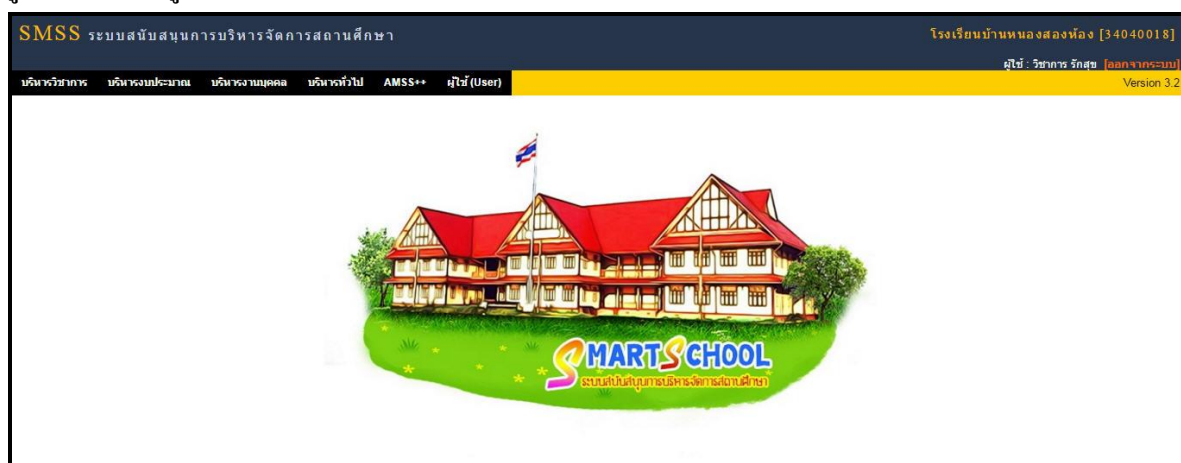 SMSS ระบบสนับสนุนการบริหารจัดการสถานศึกษา
โรงเรียนบ้านหนองสองห้อง [34040018]
ผู้ใช้ : วิชาการ รักสุข [ออกจากระบบ]
บริหารวิชาการ บริหารงบประมาณ บริหารงานบุคคล บริหารทั่วไป AMSS++ ผู้ใช้ (User) Version 3.2
SMARTSCHOOL
ระบบสนับสนุนการบริหารจัดการสถานศึกษา